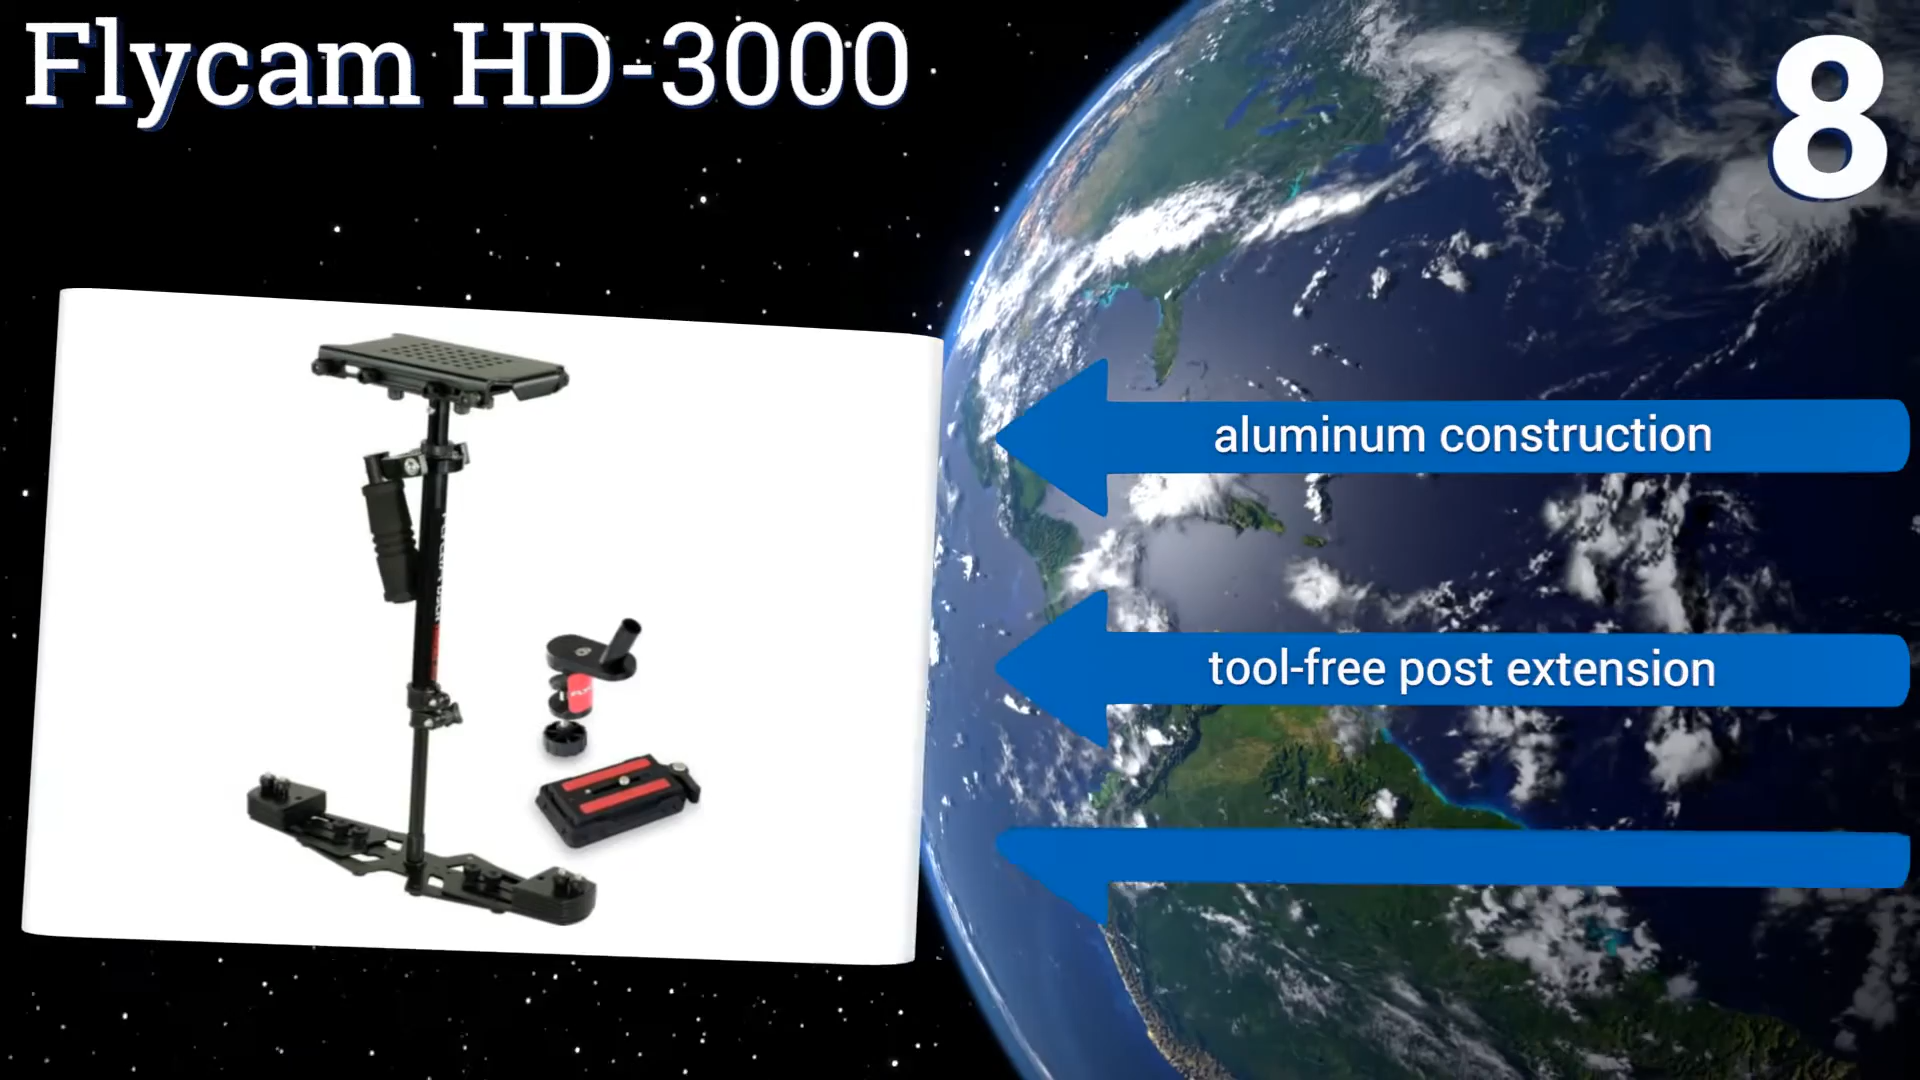 Flycam HD-3000
8
aluminum construction
tool-free post extension